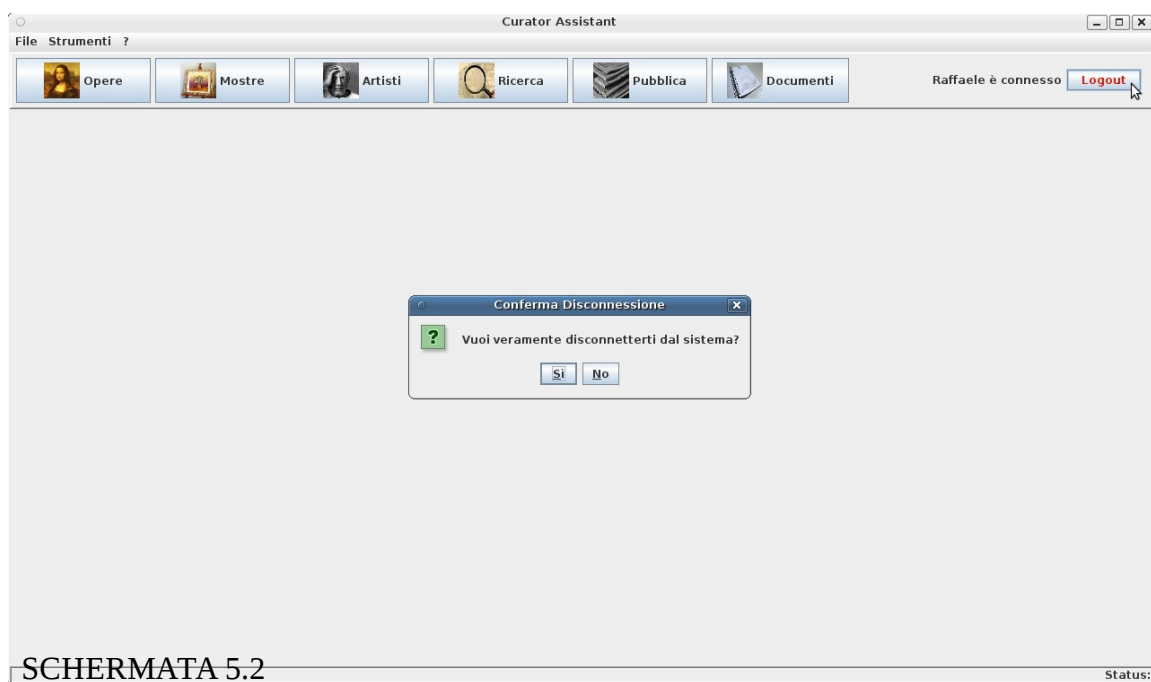 Curator Assistant
File Strumenti ?
Opere Mostre Artisti Ricerca Pubblica Documenti Raffaele è connesso Logout
Conferma Disconnessione
? Vuoi veramente disconnetterti dal sistema?
Sì No
SCHERMATA 5.2
Status: